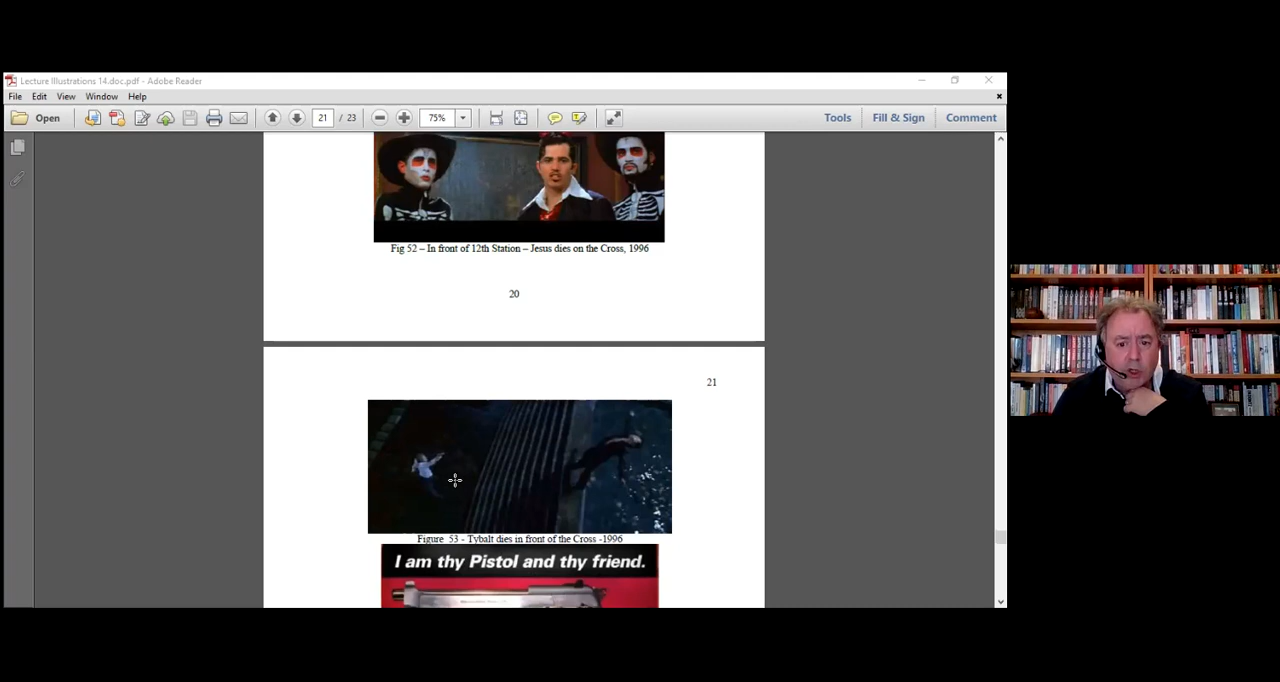 Lecture Illustrations 14.doc.pdf - Adobe Reader
File Edit View Window Help
Open 21 / 23 75% Tools Fill & Sign Comment
Fig 52 – In front of 12th Station – Jesus dies on the Cross, 1996
20
21
Figure 53 - Tybalt dies in front of the Cross -1996
I am thy Pistol and thy friend.